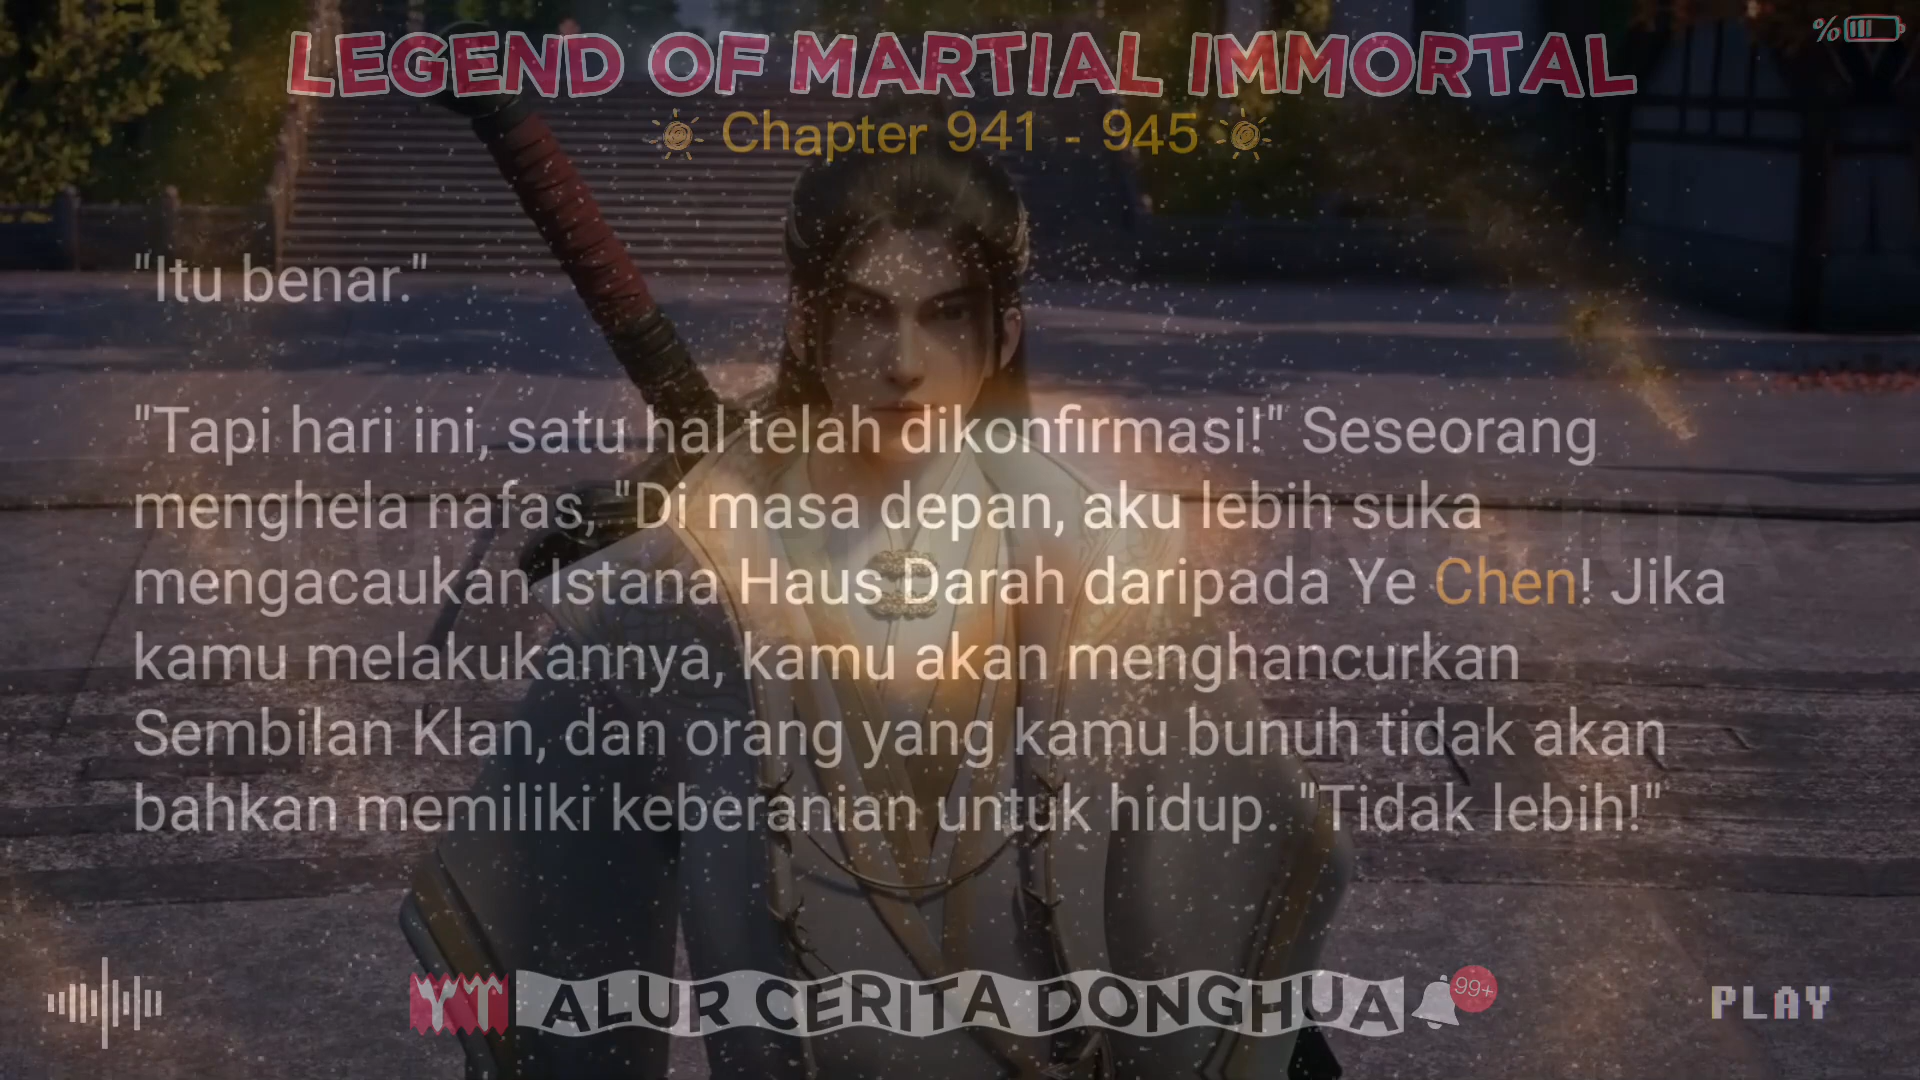 LEGEND OF MARTIAL IMMORTAL
%
Chapter 941 - 945
"Itu benar."
"Tapi hari ini, satu hal telah dikonfirmasi!" Seseorang
menghela nafas, "Di masa depan, aku lebih suka
mengacaukan Istana Haus Darah daripada Ye Chen! Jika
kamu melakukannya, kamu akan menghancurkan
Sembilan Klan, dan orang yang kamu bunuh tidak akan
bahkan memiliki keberanian untuk hidup. "Tidak lebih!"
YT ALUR CERITA DONGHUA 99+
PLAY